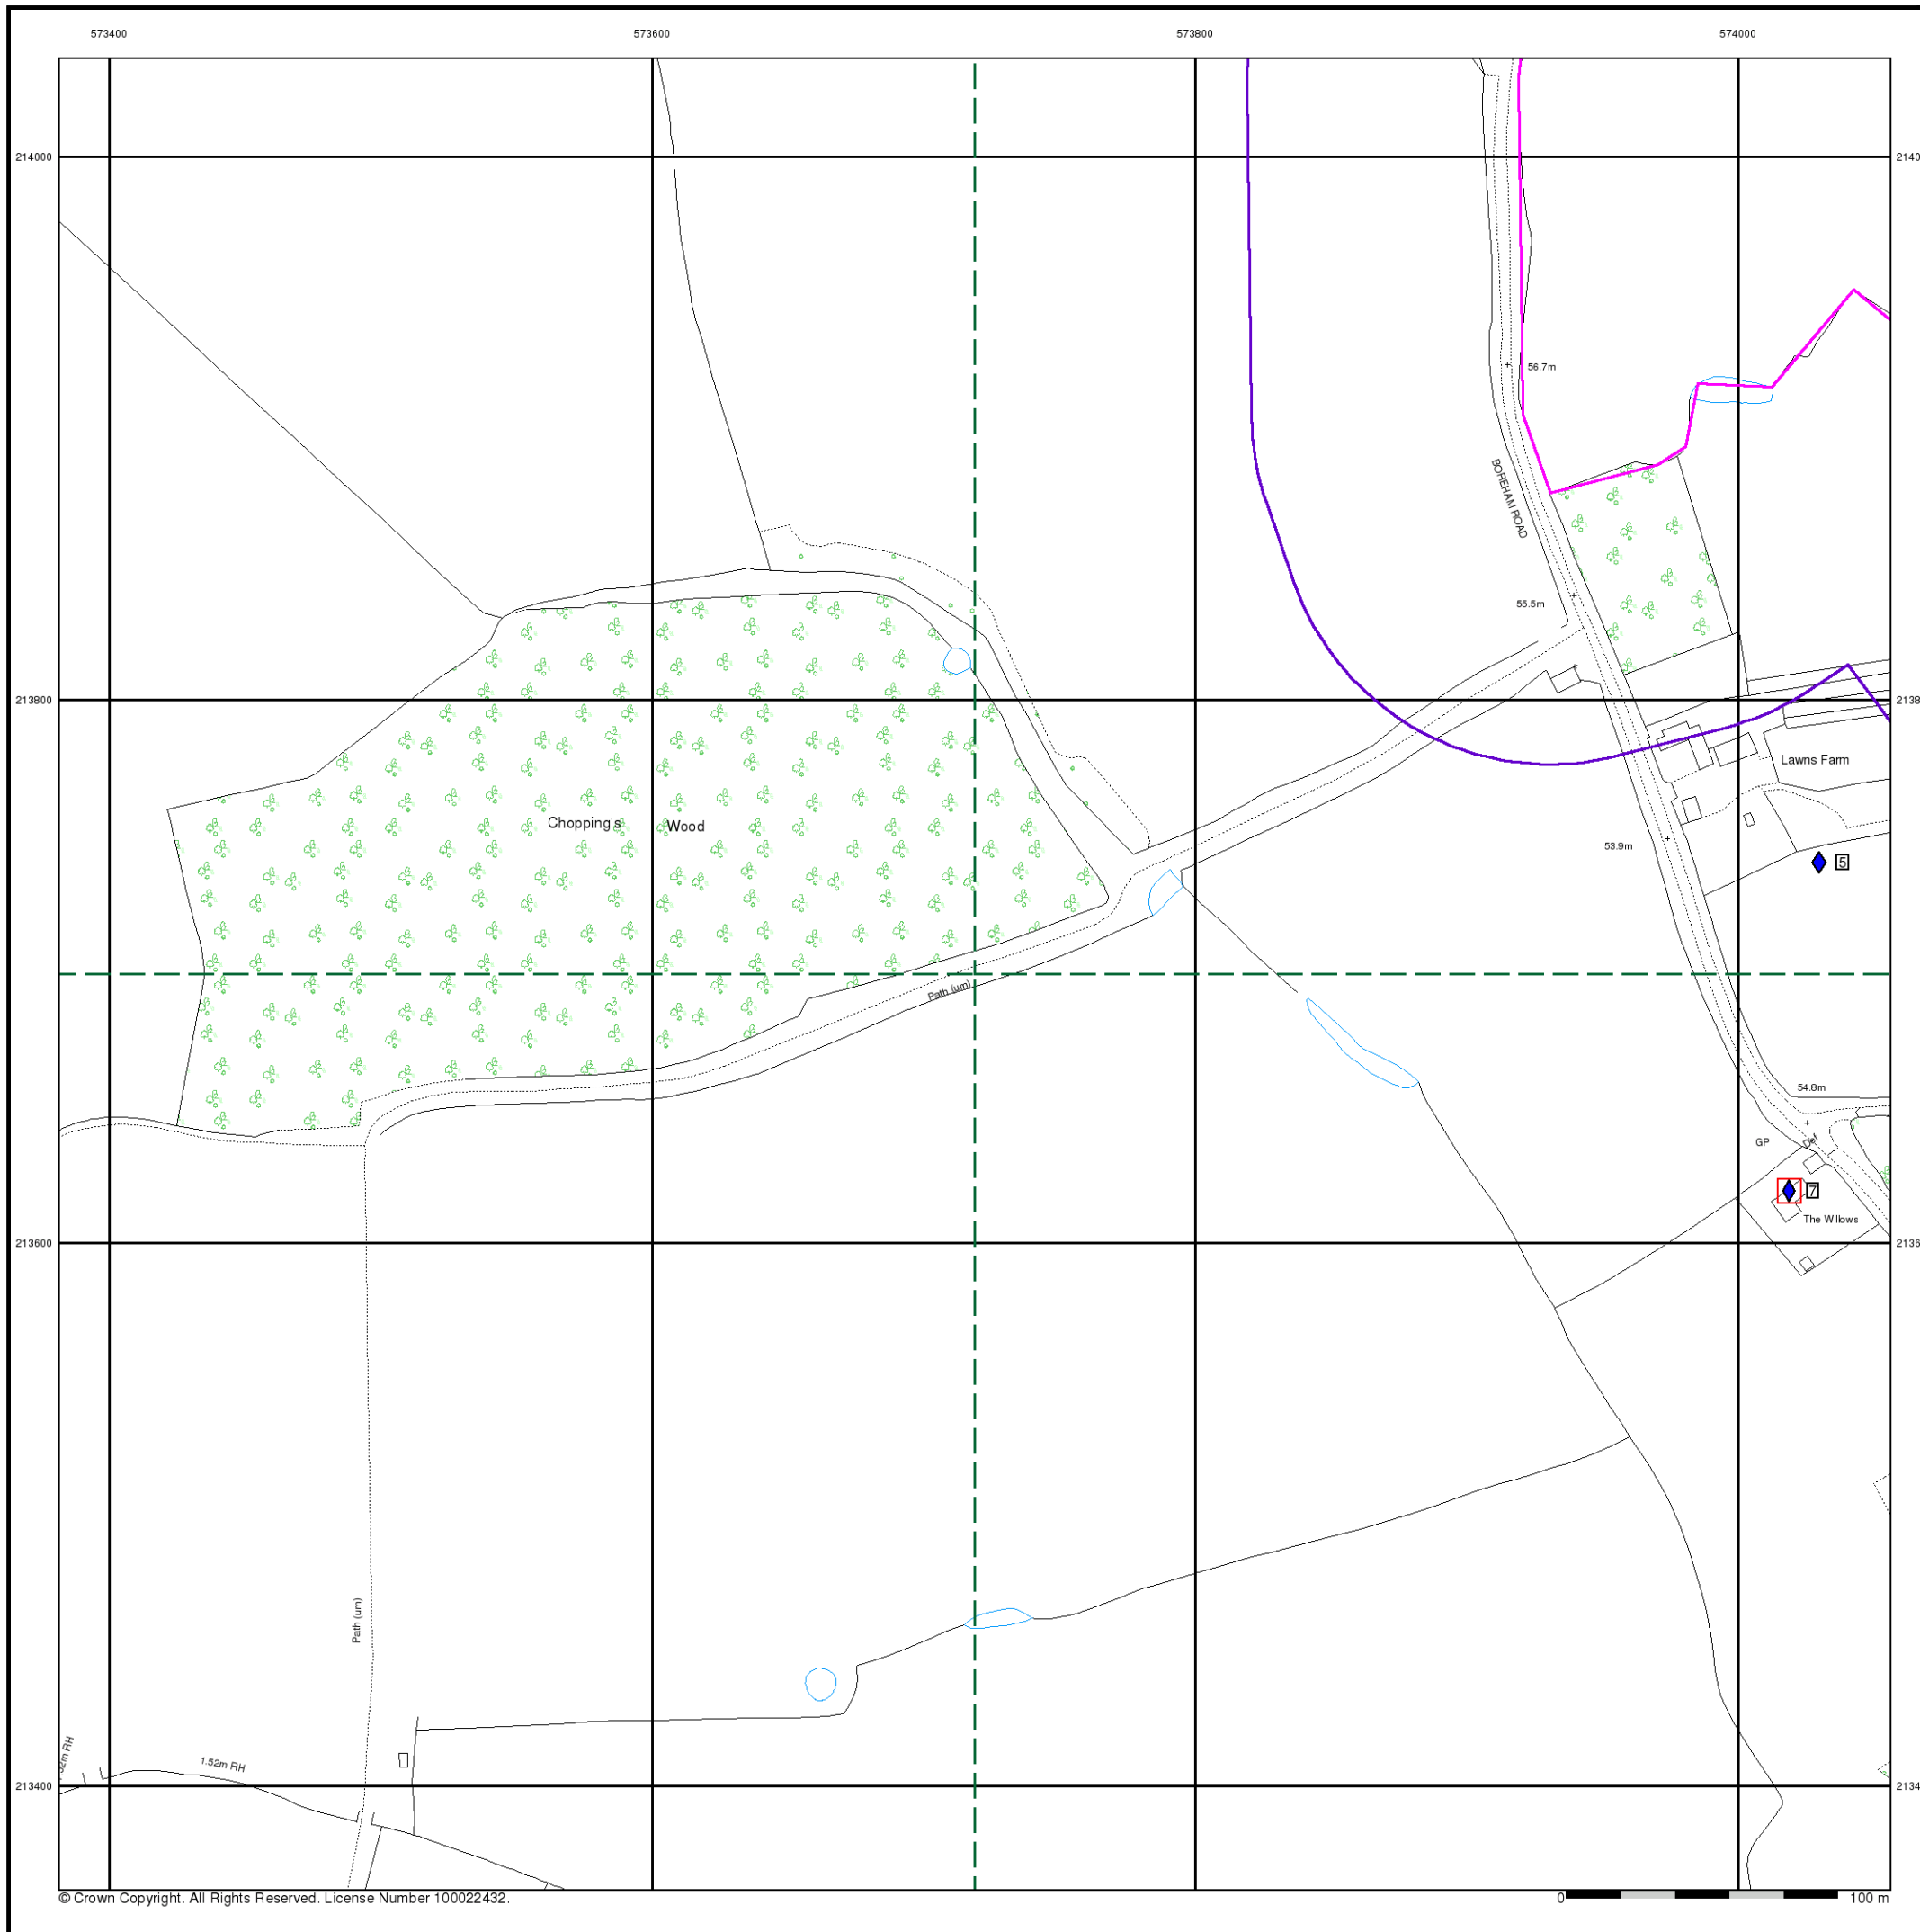 573400 573600 573800 574000
214000 2140
56.7m
BOREHAM ROAD
55.5m
213800 2138
Lawns Farm
Chopping's Wood
53.9m
5
Path (um)
54.8m
GP Def
7
The Willows
213600 2136
Path (um)
1.52m RH
213400 2134
© Crown Copyright. All Rights Reserved. License Number 100022432.
0 100 m